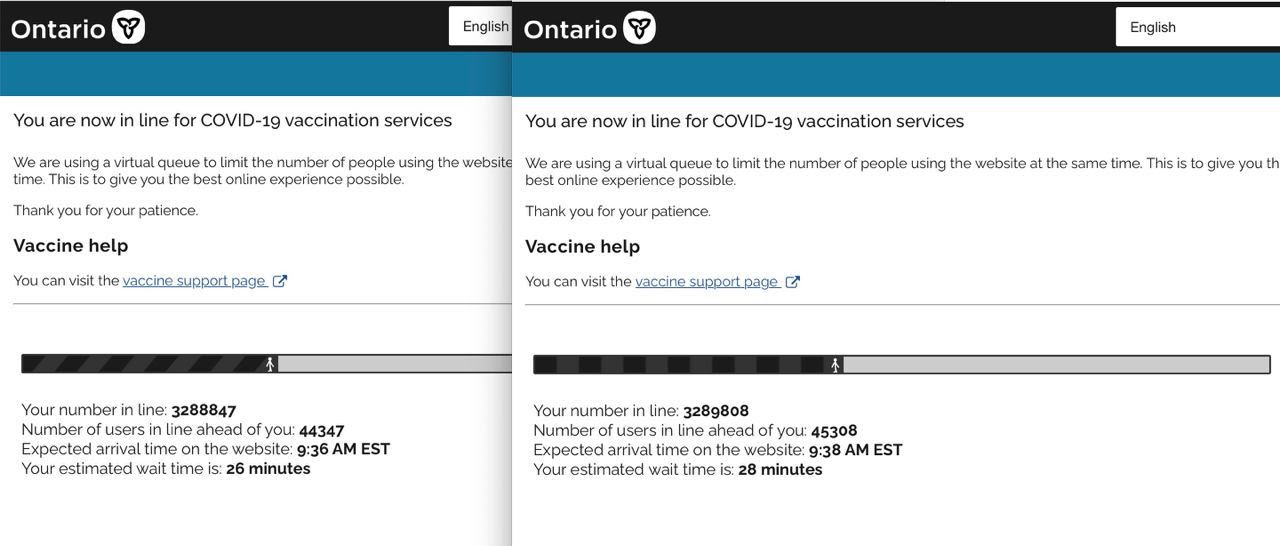 Ontario
English
You are now in line for COVID-19 vaccination services
We are using a virtual queue to limit the number of people using the website
time. This is to give you the best online experience possible.
Thank you for your patience.
Vaccine help
You can visit the vaccine support page
Your number in line: 3288847
Number of users in line ahead of you: 44347
Expected arrival time on the website: 9:36 AM EST
Your estimated wait time is: 26 minutes
Ontario
English
You are now in line for COVID-19 vaccination services
We are using a virtual queue to limit the number of people using the website at the same time. This is to give you th
best online experience possible.
Thank you for your patience.
Vaccine help
You can visit the vaccine support page
Your number in line: 3289808
Number of users in line ahead of you: 45308
Expected arrival time on the website: 9:38 AM EST
Your estimated wait time is: 28 minutes